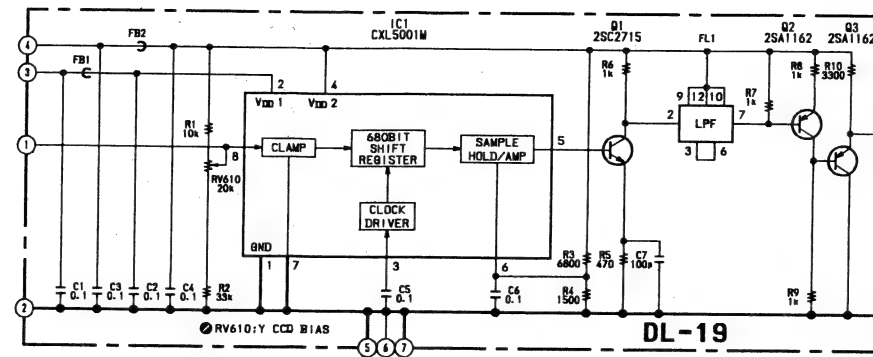 IC1
CXL5001M
Q1
2SC2715
FL1
Q2
2SA1162
Q3
2SA1162
4
FB2
3
FB1
2
VDD 1
4
VDD 2
R6
1k
R8
1k
R10
3300
R7
1k
9
12
10
R1
10k
1
8
CLAMP
680BIT
SHIFT
REGISTER
SAMPLE
HOLD/AMP
5
2
LPF
7
3
6
RV610
20k
CLOCK
DRIVER
GND
1
7
3
6
R3
6800
R5
470
C7
100p
C1
0.1
C3
0.1
C2
0.1
C4
0.1
R2
33k
C5
0.1
C6
0.1
R4
1500
R9
1k
2
RV610:Y CCD BIAS
5
6
7
DL-19